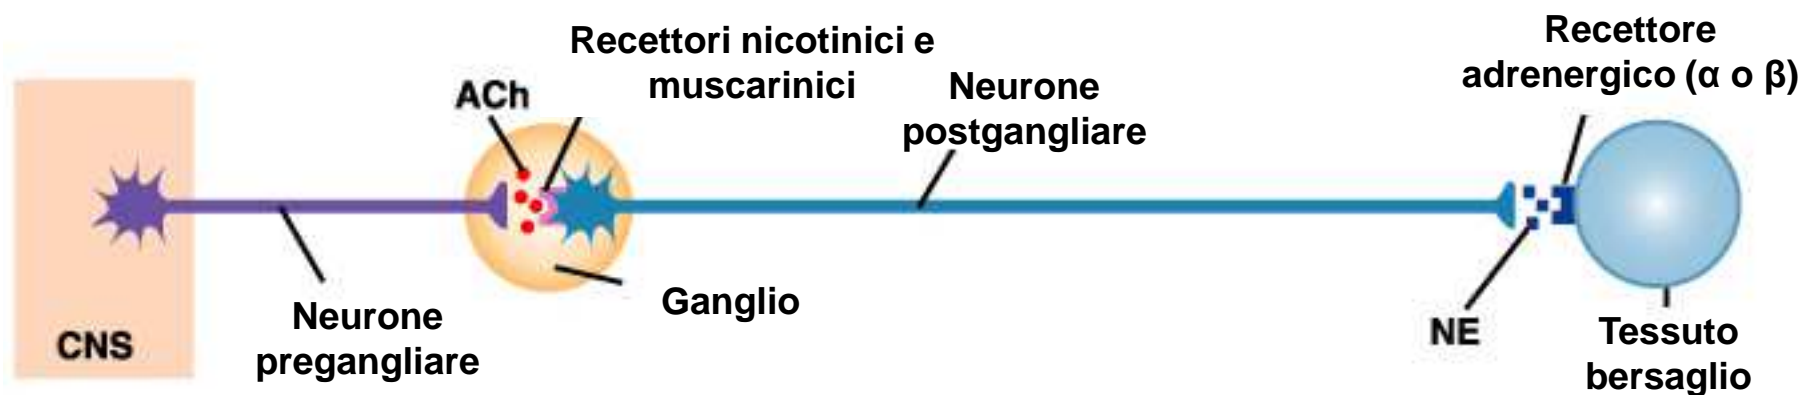 Recettori nicotinici e
muscarinici
ACh
Neurone
postgangliare
Recettore
adrenergico (α o β)
CNS
Neurone
pregangliare
Ganglio
NE
Tessuto
bersaglio